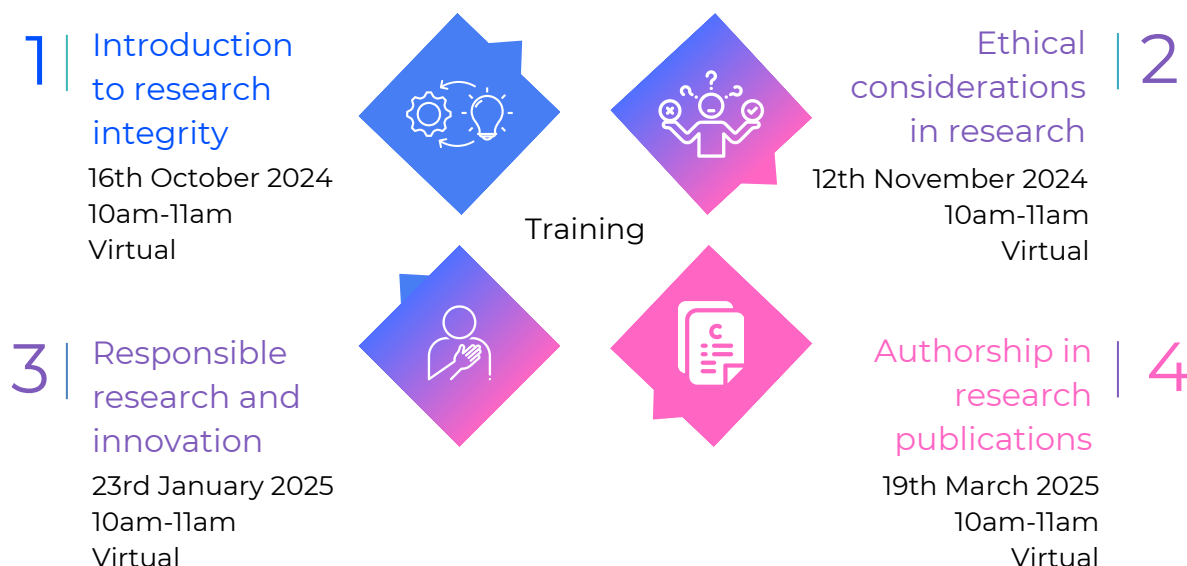 1
Introduction
to research
integrity
16th October 2024
10am-11am
Virtual
2
Ethical
considerations
in research
12th November 2024
10am-11am
Virtual
Training
3
Responsible
research and
innovation
23rd January 2025
10am-11am
Virtual
4
Authorship in
research
publications
19th March 2025
10am-11am
Virtual